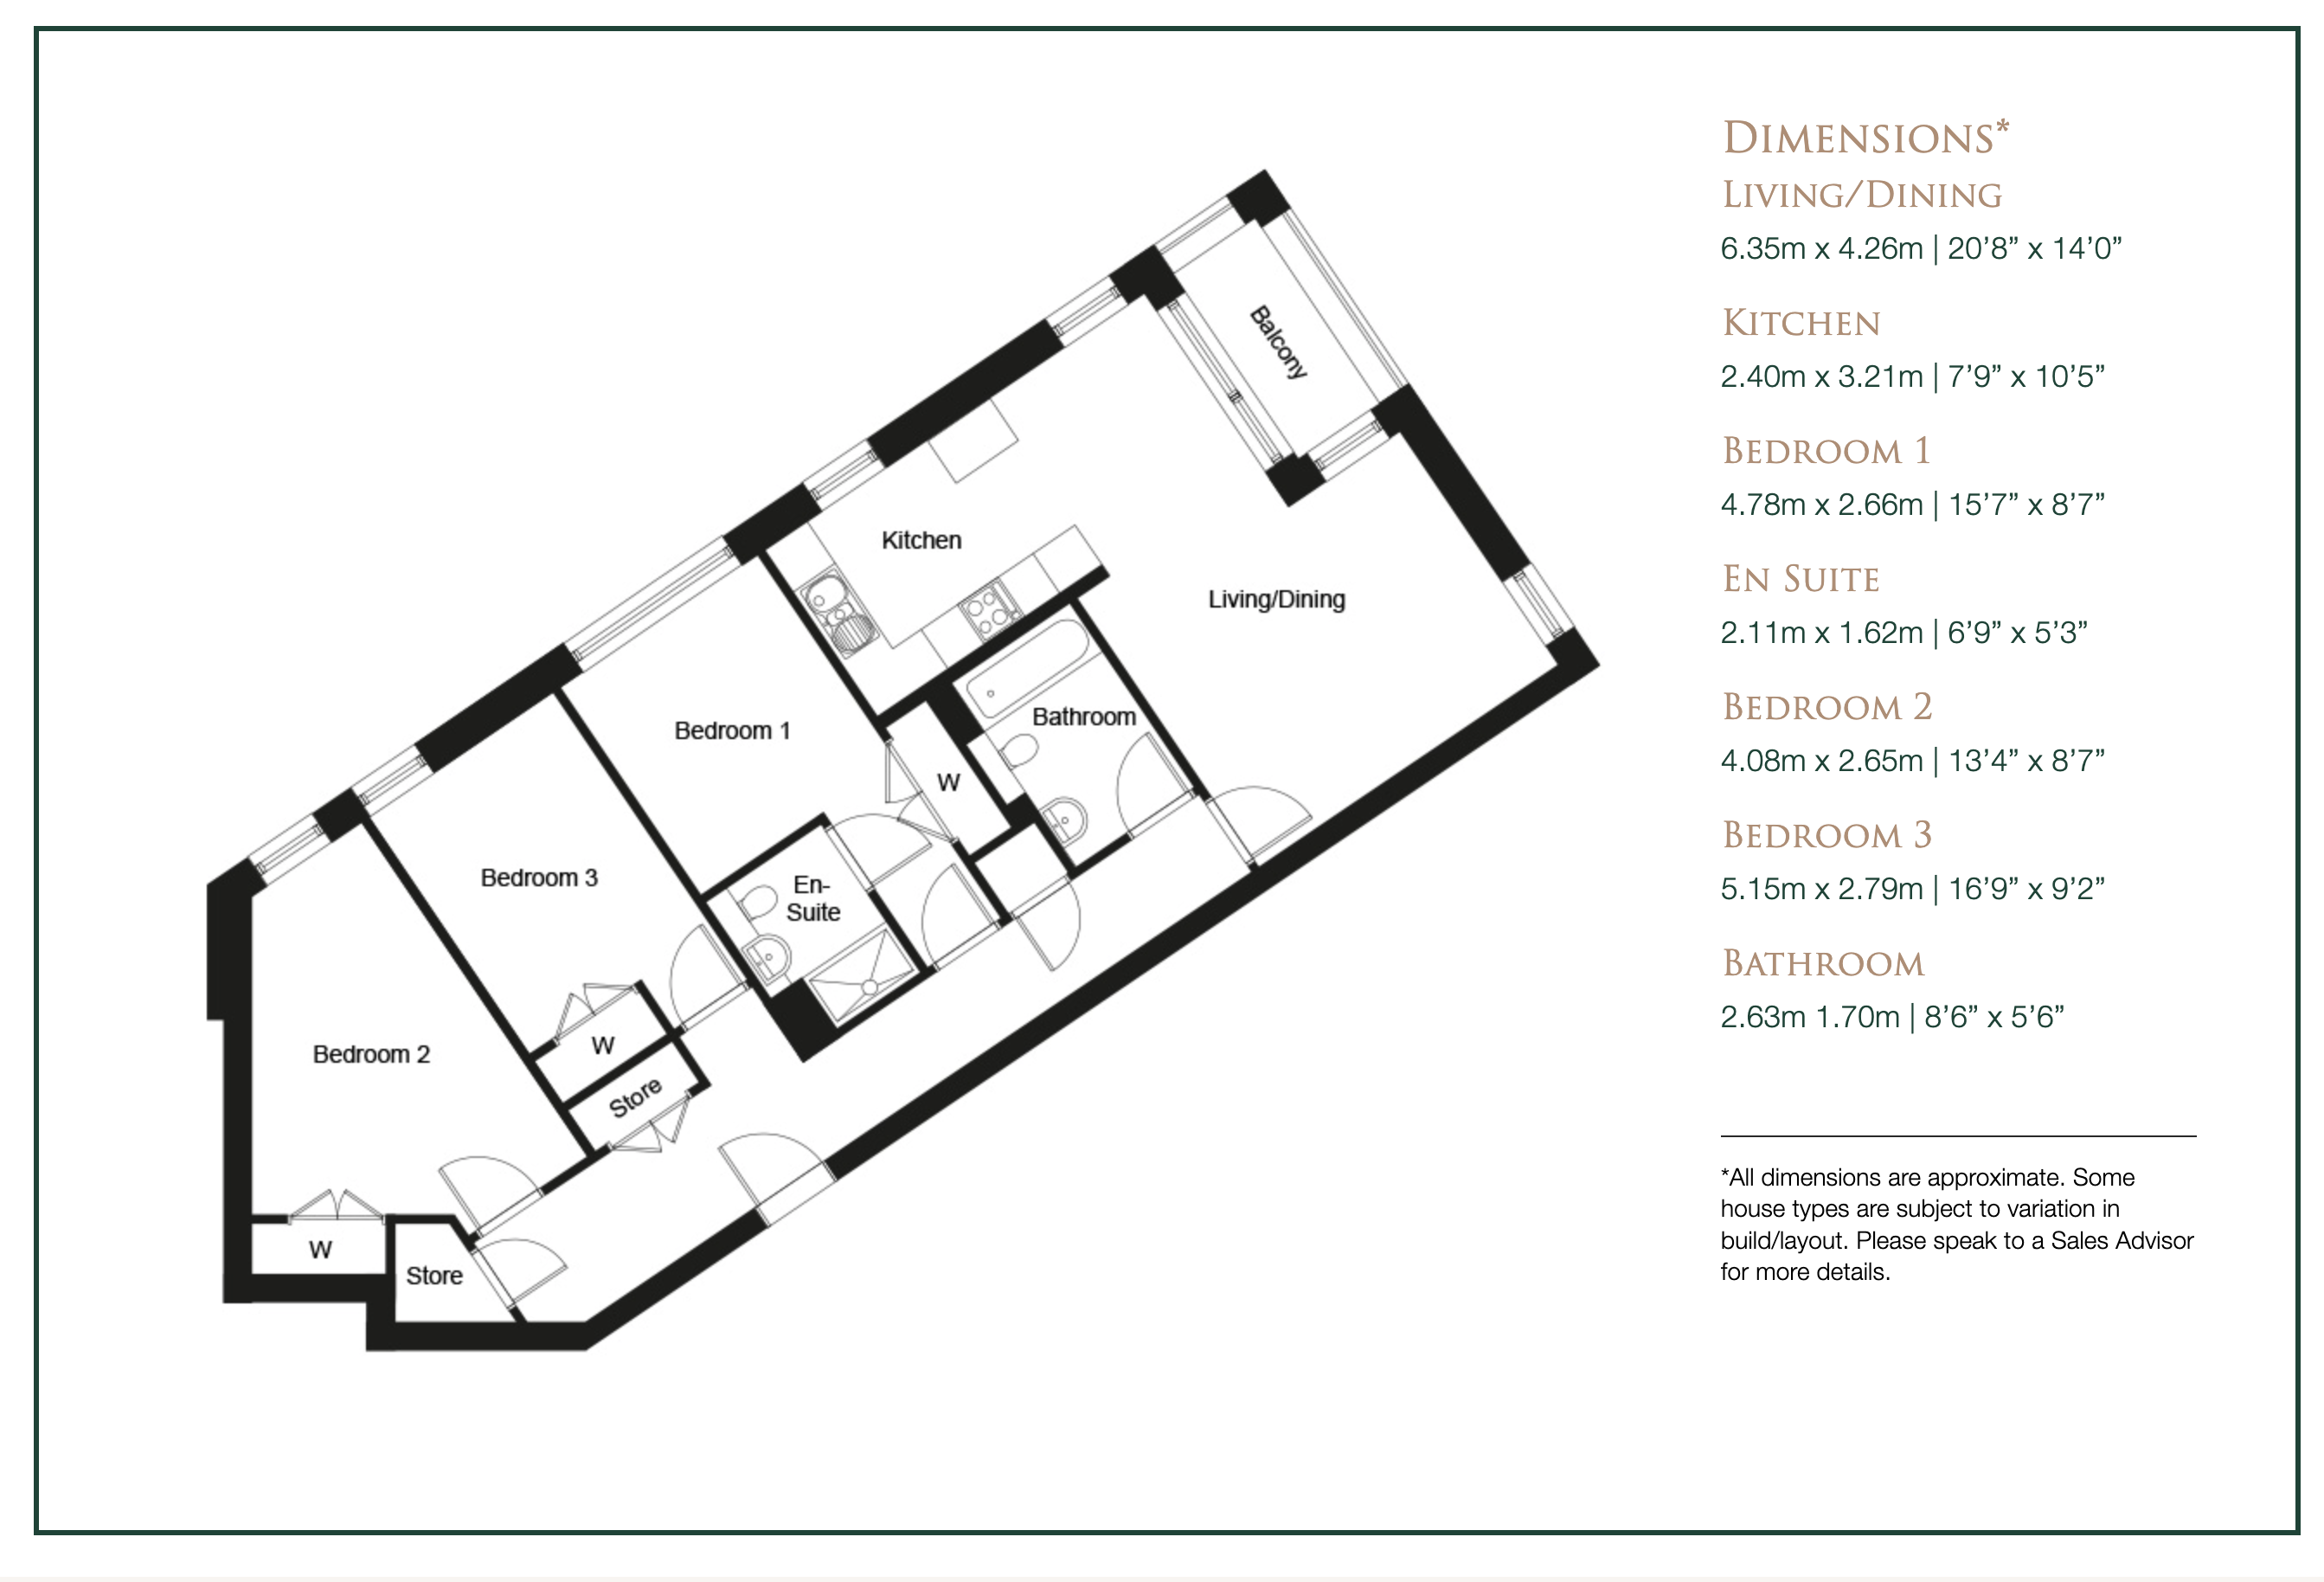 Balcony
Kitchen
Living/Dining
Bathroom
Bedroom 1
W
En-
Suite
Bedroom 3
W
Store
Bedroom 2
W
Store
DIMENSIONS*
LIVING/DINING
6.35m x 4.26m | 20’8” x 14’0”
KITCHEN
2.40m x 3.21m | 7’9” x 10’5”
BEDROOM 1
4.78m x 2.66m | 15’7” x 8’7”
EN SUITE
2.11m x 1.62m | 6’9” x 5’3”
BEDROOM 2
4.08m x 2.65m | 13’4” x 8’7”
BEDROOM 3
5.15m x 2.79m | 16’9” x 9’2”
BATHROOM
2.63m 1.70m | 8’6” x 5’6”
*All dimensions are approximate. Some
house types are subject to variation in
build/layout. Please speak to a Sales Advisor
for more details.